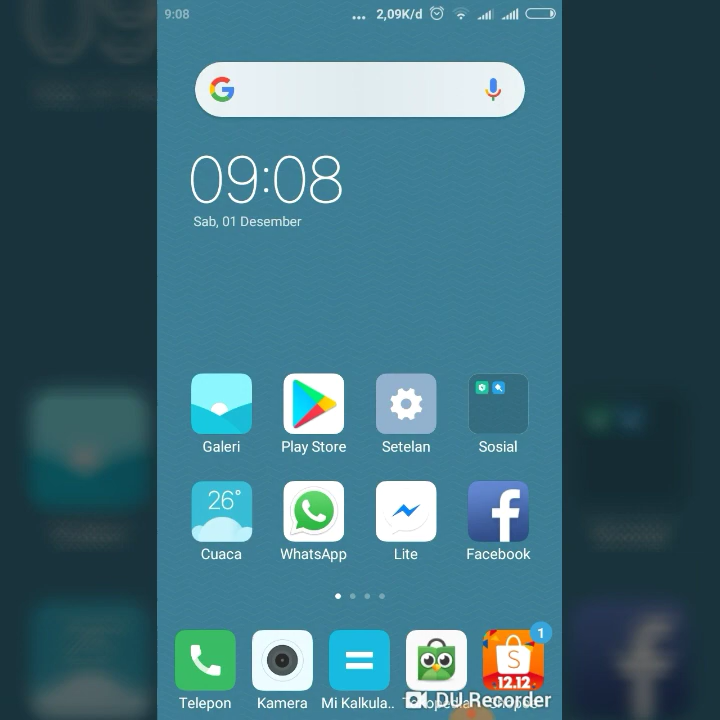 9:08 ... 2,09K/d
09:08
Sab, 01 Desember
Galeri Play Store Setelan Sosial
26°
Cuaca WhatsApp Lite Facebook
1
12.12
Telepon Kamera Mi Kalkula..
DU Recorder